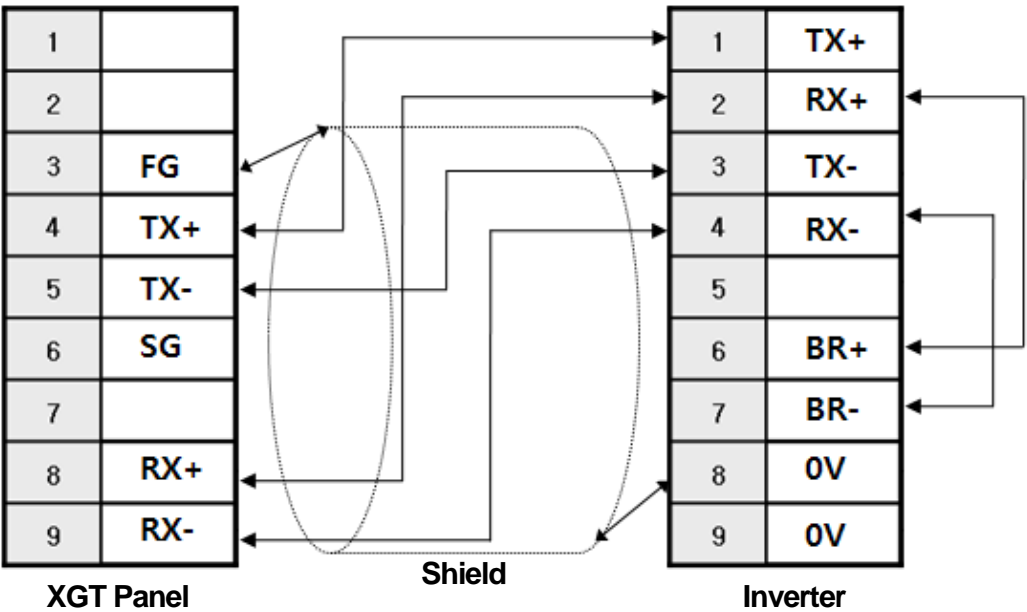 1
2
3 FG
4 TX+
5 TX-
6 SG
7
8 RX+
9 RX-
XGT Panel
Shield
1 TX+
2 RX+
3 TX-
4 RX-
5
6 BR+
7 BR-
8 0V
9 0V
Inverter